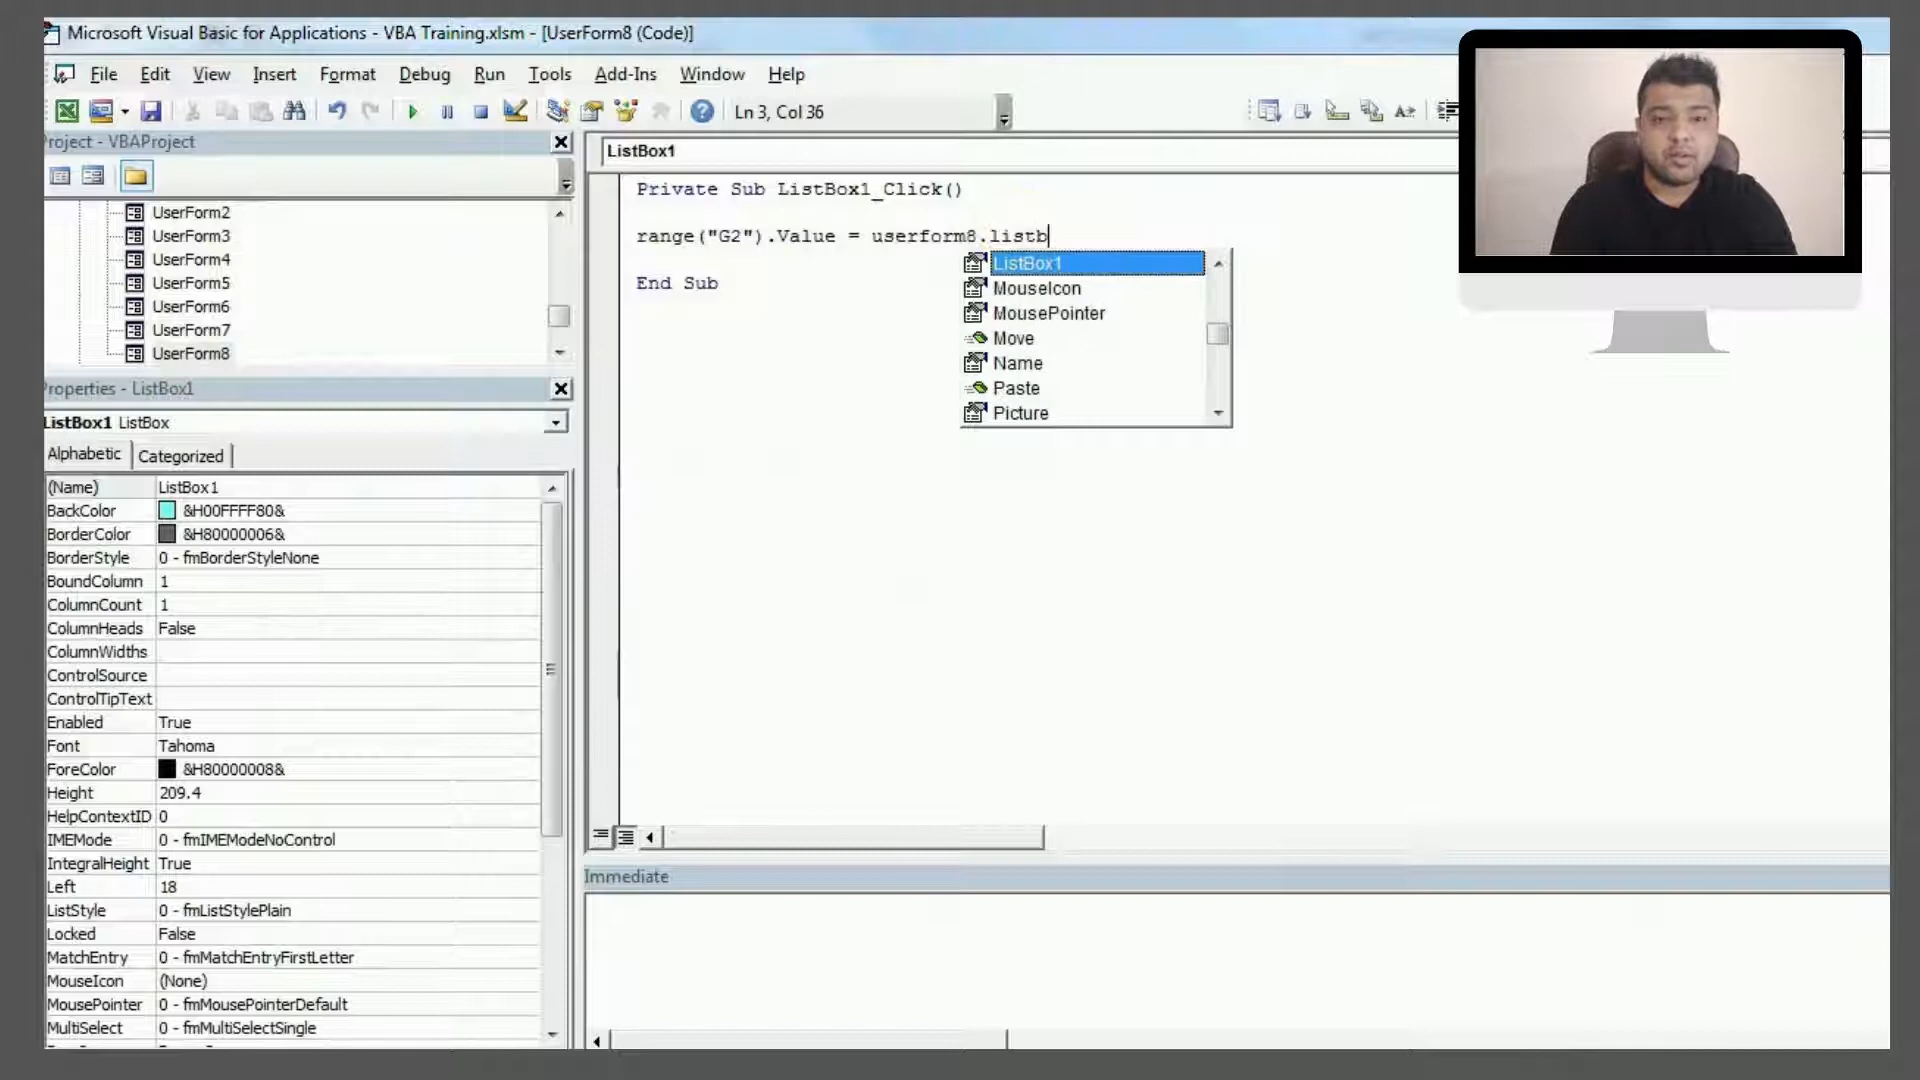 Microsoft Visual Basic for Applications - VBA Training.xlsm - [UserForm8 (Code)]
File Edit View Insert Format Debug Run Tools Add-Ins Window Help
Ln 3, Col 36
roject - VBAProject
UserForm2
UserForm3
UserForm4
UserForm5
UserForm6
UserForm7
UserForm8
roperties - ListBox1
ListBox1 ListBox
Alphabetic Categorized
(Name) ListBox1
BackColor &H00FFFF80&
BorderColor &H80000006&
BorderStyle 0 - fmBorderStyleNone
BoundColumn 1
ColumnCount 1
ColumnHeads False
ColumnWidths
ControlSource
ControlTipText
Enabled True
Font Tahoma
ForeColor &H80000008&
Height 209.4
HelpContextID 0
IMEMode 0 - fmIMEModeNoControl
IntegralHeight True
Left 18
ListStyle 0 - fmListStylePlain
Locked False
MatchEntry 0 - fmMatchEntryFirstLetter
MouseIcon (None)
MousePointer 0 - fmMousePointerDefault
MultiSelect 0 - fmMultiSelectSingle
ListBox1
Private Sub ListBox1_Click()
range("G2").Value = userform8.listb
ListBox1
MouseIcon
MousePointer
Move
Name
Paste
Picture
End Sub
Immediate